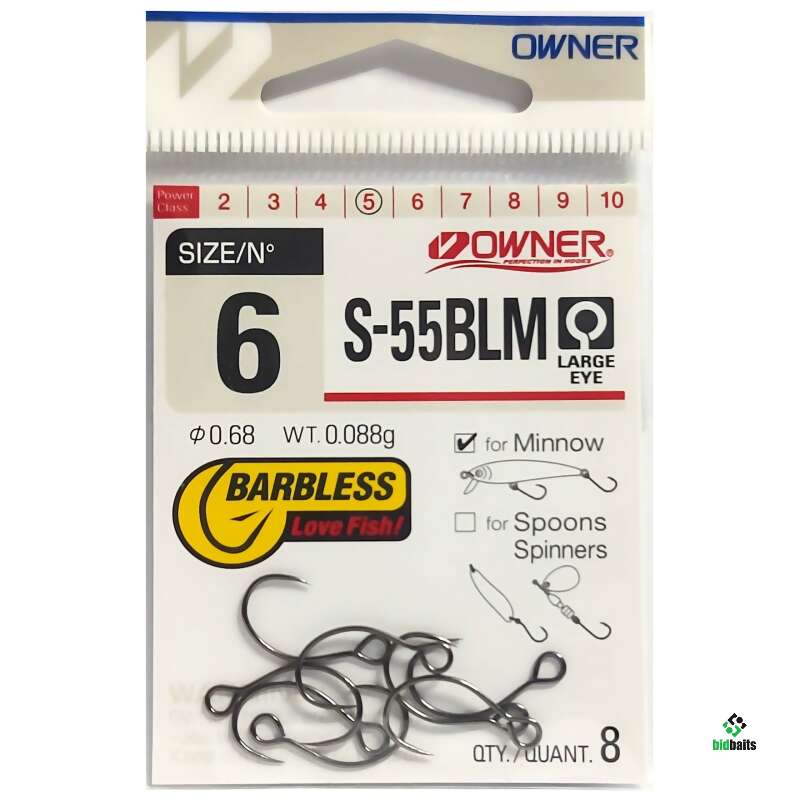 OWNER
Power Class 2 3 4 5 6 7 8 9 10
SIZE/N°
6
OWNER®
PERFECTION IN HOOKS
S-55BLM
LARGE
EYE
Φ0.68 WT. 0.088g
for Minnow
BARBLESS
Love Fish!
for Spoons
Spinners
QTY./QUANT. 8
bidbaits